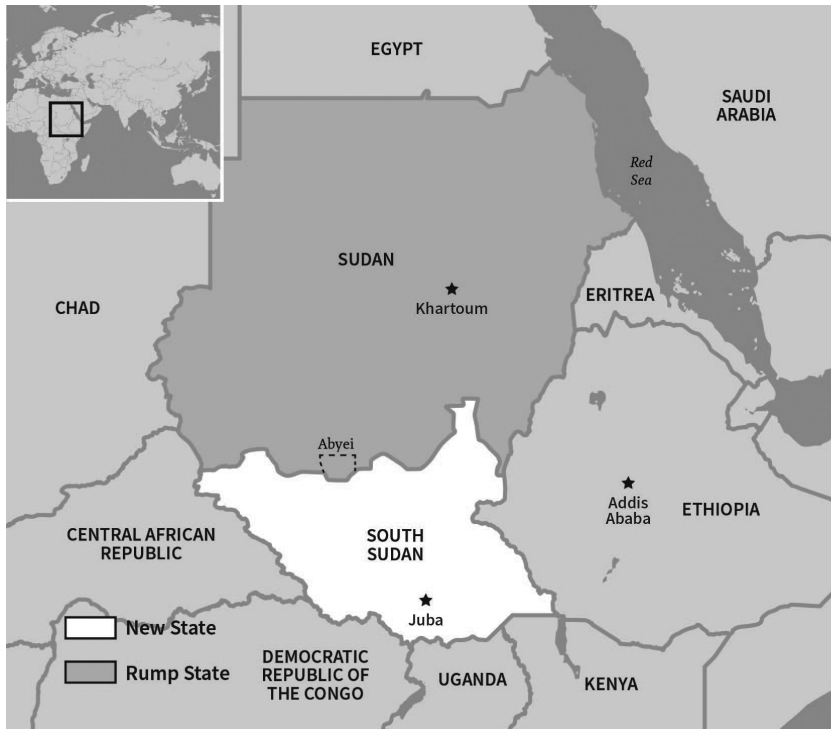 EGYPT
SAUDI
ARABIA
Red
Sea
SUDAN
Khartoum
ERITREA
CHAD
Abyei
Addis
Ababa
ETHIOPIA
CENTRAL AFRICAN
REPUBLIC
SOUTH
SUDAN
Juba
New State
Rump State
DEMOCRATIC
REPUBLIC OF
THE CONGO
UGANDA
KENYA